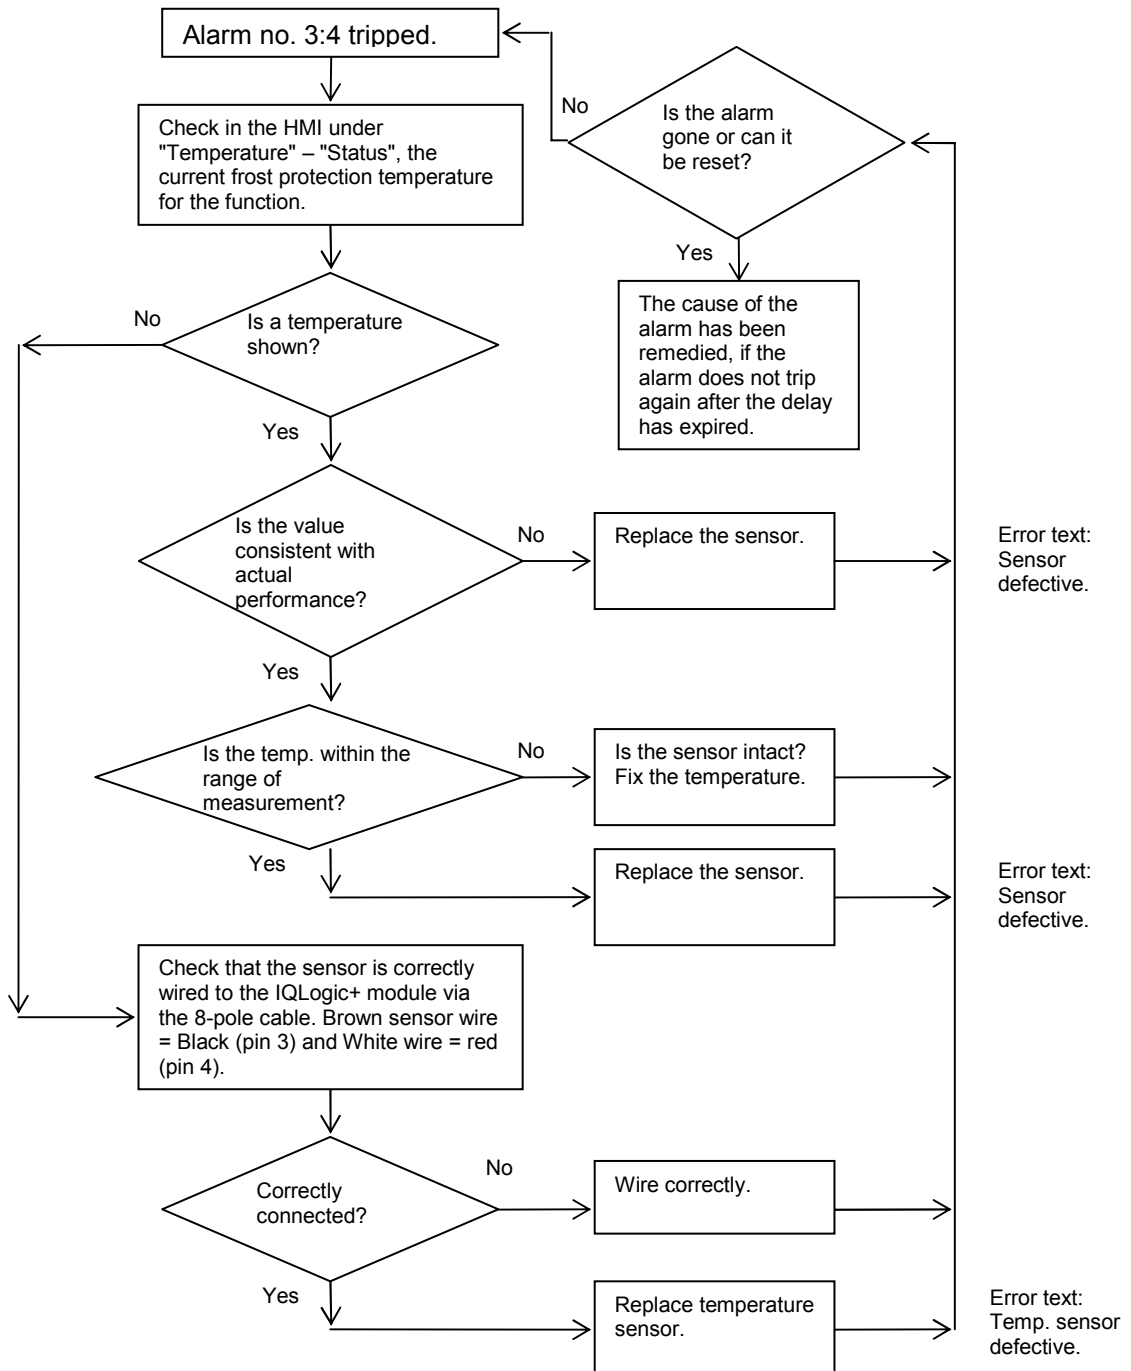 Alarm no. 3:4 tripped.
Check in the HMI under
"Temperature" – "Status", the
current frost protection temperature
for the function.
No
Is the alarm
gone or can it
be reset?
Yes
The cause of the
alarm has been
remedied, if the
alarm does not trip
again after the delay
has expired.
No
Is a temperature
shown?
Yes
Is the value
consistent with
actual
performance?
No
Replace the sensor.
Error text:
Sensor
defective.
Yes
Is the temp. within the
range of
measurement?
No
Is the sensor intact?
Fix the temperature.
Yes
Replace the sensor.
Error text:
Sensor
defective.
Check that the sensor is correctly
wired to the IQLogic+ module via
the 8-pole cable. Brown sensor wire
= Black (pin 3) and White wire = red
(pin 4).
Correctly
connected?
No
Wire correctly.
Yes
Replace temperature
sensor.
Error text:
Temp. sensor
defective.